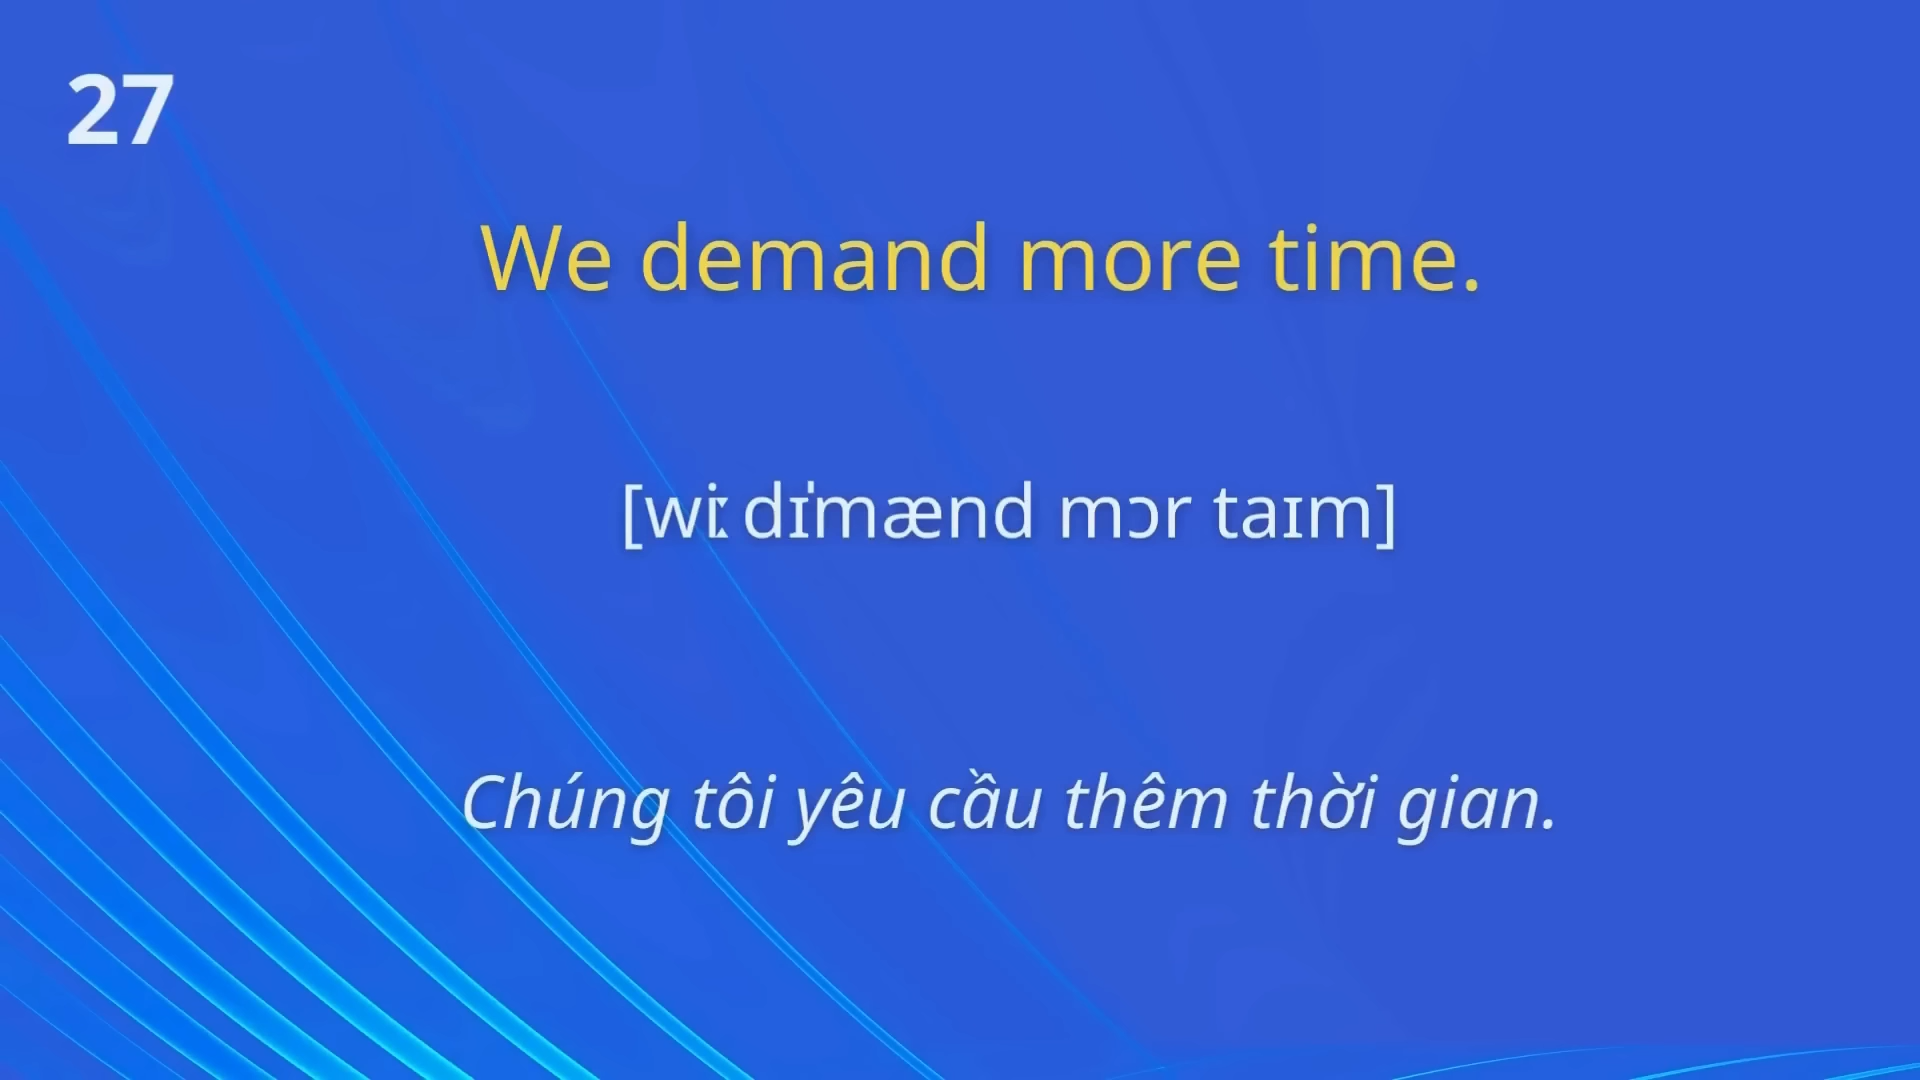 27
We demand more time.
[wiː dɪˈmænd mɔr taɪm]
Chúng tôi yêu cầu thêm thời gian.